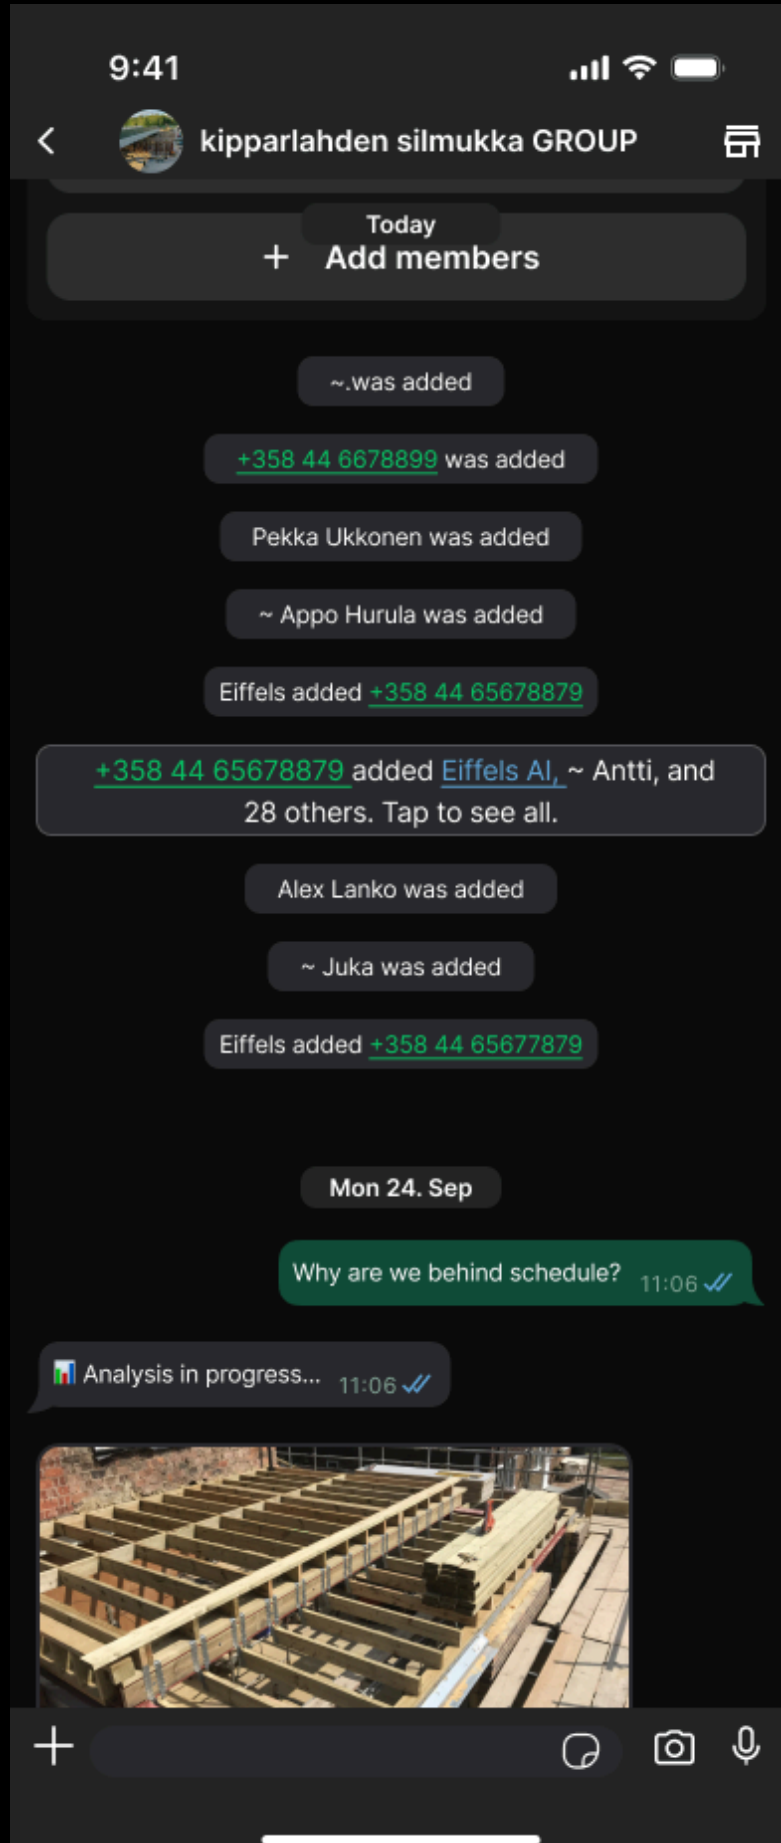 9:41
kipparlahden silmukka GROUP
Today
+ Add members
~.was added
+358 44 6678899 was added
Pekka Ukkonen was added
~ Appo Hurula was added
Eiffels added +358 44 65678879
+358 44 65678879 added Eiffels AI, ~ Antti, and
28 others. Tap to see all.
Alex Lanko was added
~ Juka was added
Eiffels added +358 44 65677879
Mon 24. Sep
Why are we behind schedule? 11:06
📊 Analysis in progress... 11:06